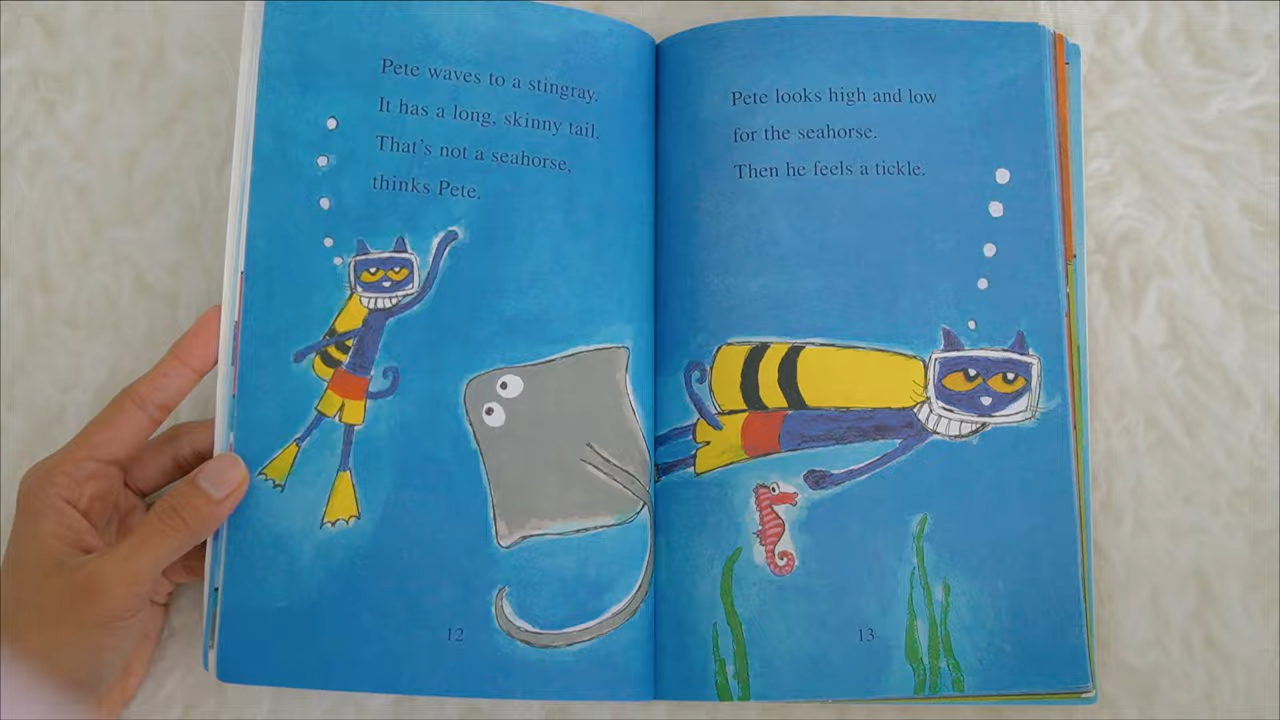 Pete waves to a stingray.
It has a long, skinny tail.
That's not a seahorse,
thinks Pete.
12
Pete looks high and low
for the seahorse.
Then he feels a tickle.
13